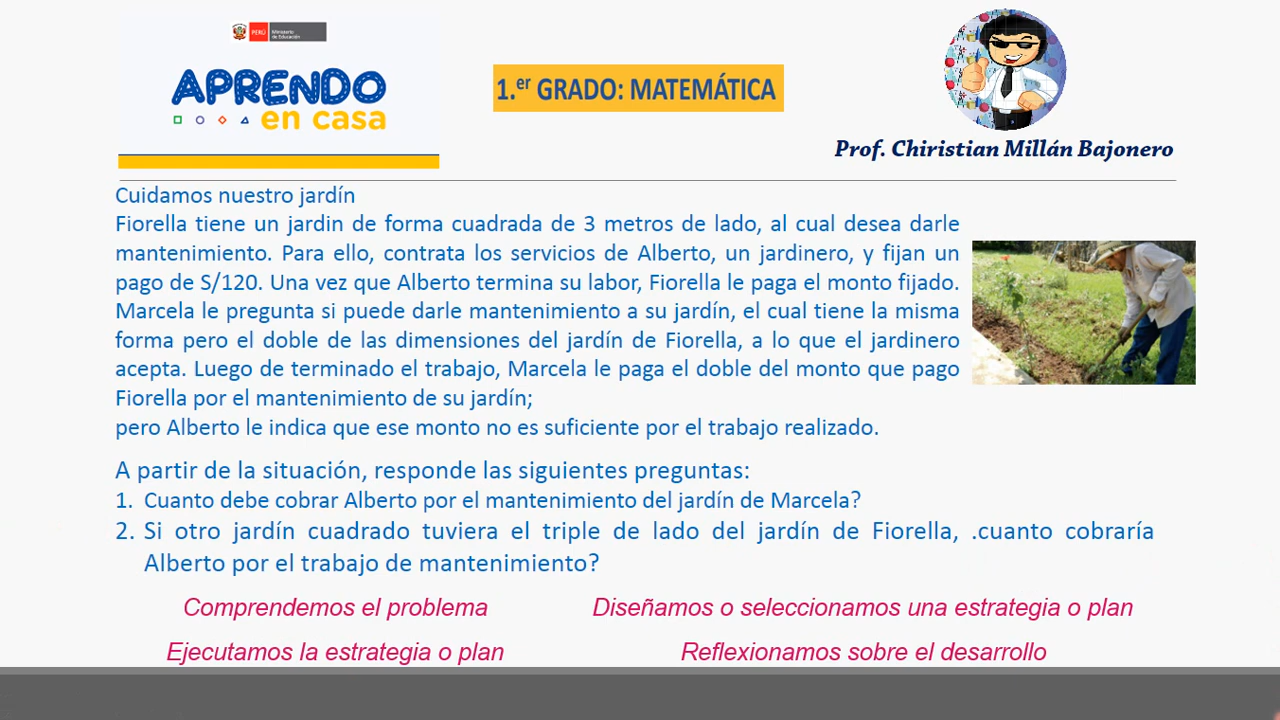 PERÚ Ministerio de Educación
APRENDO
en casa
1.er GRADO: MATEMÁTICA
Prof. Chiristian Millán Bajonero
Cuidamos nuestro jardín
Fiorella tiene un jardin de forma cuadrada de 3 metros de lado, al cual desea darle
mantenimiento. Para ello, contrata los servicios de Alberto, un jardinero, y fijan un
pago de S/120. Una vez que Alberto termina su labor, Fiorella le paga el monto fijado.
Marcela le pregunta si puede darle mantenimiento a su jardín, el cual tiene la misma
forma pero el doble de las dimensiones del jardín de Fiorella, a lo que el jardinero
acepta. Luego de terminado el trabajo, Marcela le paga el doble del monto que pago
Fiorella por el mantenimiento de su jardín;
pero Alberto le indica que ese monto no es suficiente por el trabajo realizado.
A partir de la situación, responde las siguientes preguntas:
1. Cuanto debe cobrar Alberto por el mantenimiento del jardín de Marcela?
2. Si otro jardín cuadrado tuviera el triple de lado del jardín de Fiorella, .cuanto cobraría
Alberto por el trabajo de mantenimiento?
Comprendemos el problema
Diseñamos o seleccionamos una estrategia o plan
Ejecutamos la estrategia o plan
Reflexionamos sobre el desarrollo